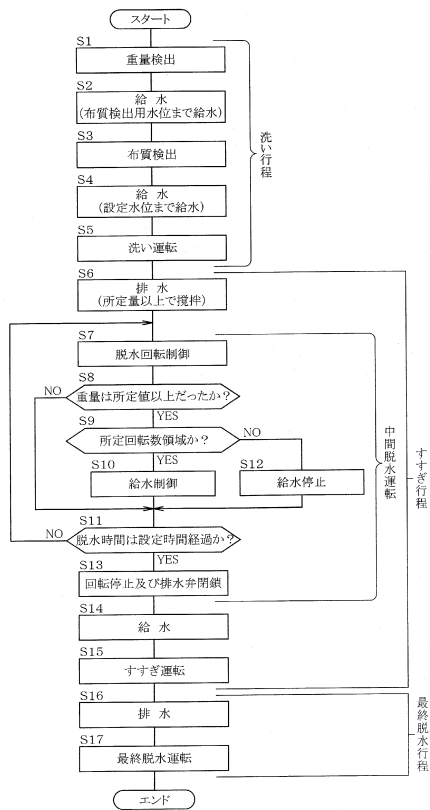 スタート
S1
重量検出
S2
給 水
(布質検出用水位まで給水)
S3
布質検出
S4
給 水
(設定水位まで給水)
S5
洗い運転
洗い行程
S6
排 水
(所定量以上で撹拌)
S7
脱水回転制御
S8
NO
重量は所定値以上だったか?
YES
S9
所定回転数領域か?
NO
YES
S10
給水制御
S12
給水停止
S11
NO
脱水時間は設定時間経過か?
YES
S13
回転停止及び排水弁閉鎖
中間脱水運転
S14
給 水
S15
すすぎ運転
すすぎ行程
S16
排 水
S17
最終脱水運転
最終脱水行程
エンド